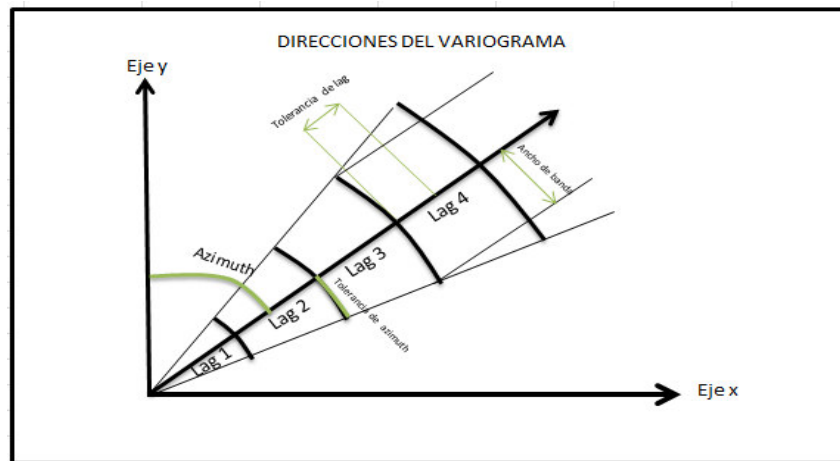 DIRECCIONES DEL VARIOGRAMA
Eje y
Tolerancia de lag
Ancho de banda
Lag 4
Azimuth
Lag 3
Tolerancia de azimuth
Lag 2
Lag 1
Eje x